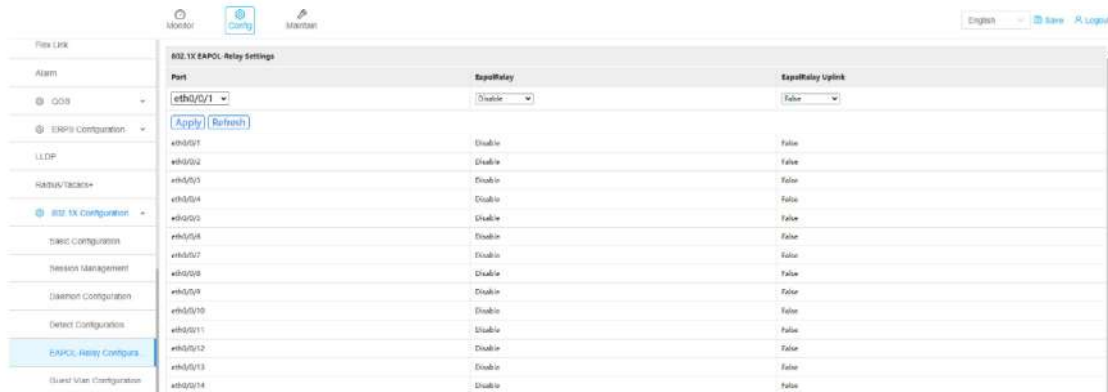 Monitor
Config
Maintain
English
Save
Logout
Flex Link
802.1X EAPOL-Relay Settings
Alarm
Port EapolRelay EapolRelay Uplink
QOS
eth0/0/1 Disable False
Apply Refresh
ERPS Configuration
eth0/0/1 Disable False
LLDP
eth0/0/2 Disable False
eth0/0/3 Disable False
Radius/Tacacs+
eth0/0/4 Disable False
802.1X Configuration
eth0/0/5 Disable False
Basic Configuration
eth0/0/6 Disable False
eth0/0/7 Disable False
Session Management
eth0/0/8 Disable False
Daemon Configuration
eth0/0/9 Disable False
eth0/0/10 Disable False
Detect Configuration
eth0/0/11 Disable False
EAPOL-Relay Configura...
eth0/0/12 Disable False
eth0/0/13 Disable False
Guest Vlan Configuration
eth0/0/14 Disable False